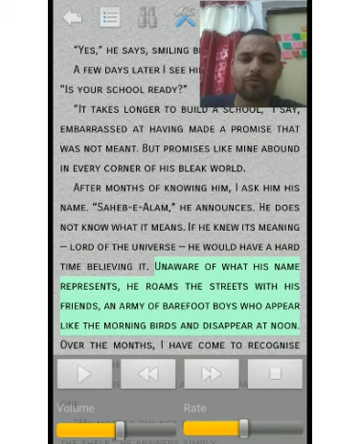 “Yes,” he says, smiling
A few days later I see
“Is your school ready?”
“It takes longer to build a school,” I say,
embarrassed at having made a promise that
was not meant. But promises like mine abound
in every corner of his bleak world.
After months of knowing him, I ask him his
name. “Saheb-e-Alam,” he announces. He does
not know what it means. If he knew its meaning
— lord of the universe — he would have a hard
time believing it. Unaware of what his name
represents, he roams the streets with his
friends, an army of barefoot boys who appear
like the morning birds and disappear at noon.
Over the months, I have come to recognise
Volume Rate